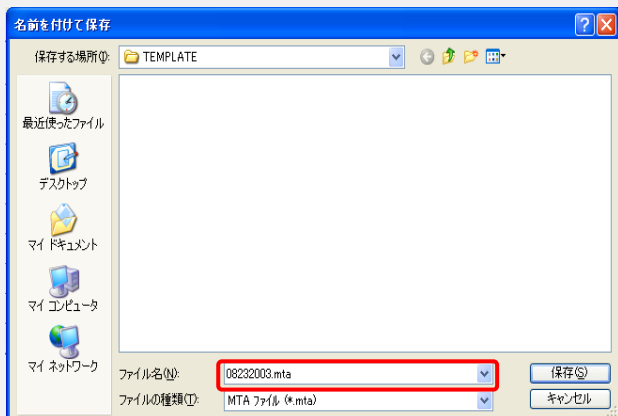 名前を付けて保存
保存する場所(I): TEMPLATE
最近使ったファイル
デスクトップ
マイ ドキュメント
マイ コンピュータ
マイ ネットワーク
ファイル名(N): 08232003.mta 保存(S)
ファイルの種類(T): MTA ファイル (*.mta) キャンセル